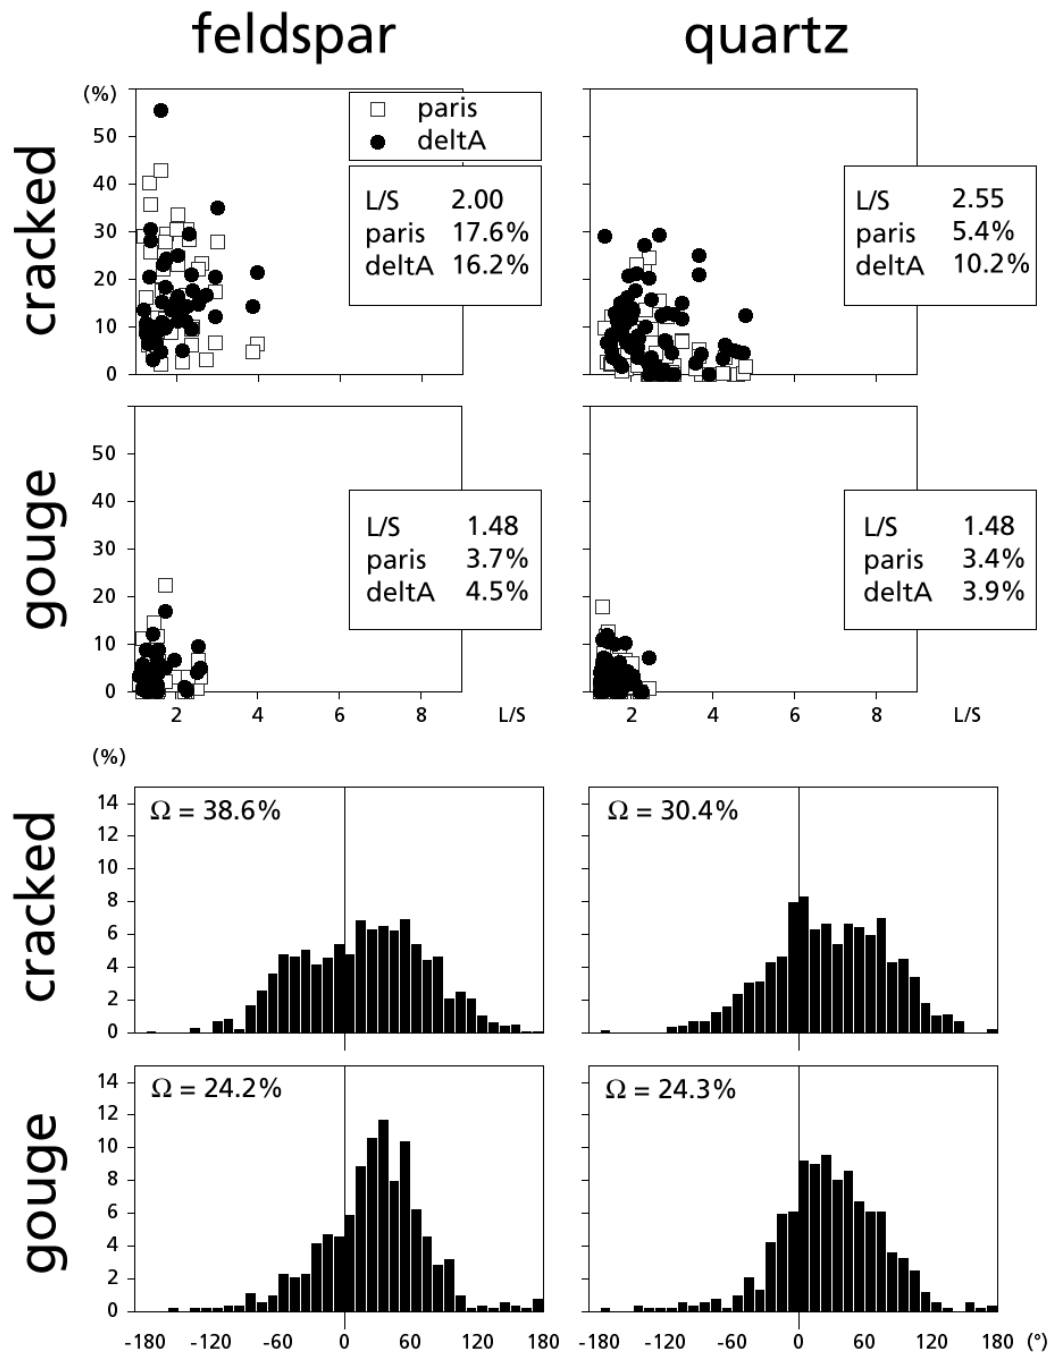 feldspar quartz
cracked
(%)
50
40
30
20
10
0
paris
deltA
L/S 2.00
paris 17.6%
deltA 16.2%
L/S 2.55
paris 5.4%
deltA 10.2%
gouge
50
40
30
20
10
0
L/S 1.48
paris 3.7%
deltA 4.5%
L/S 1.48
paris 3.4%
deltA 3.9%
2 4 6 8 L/S 2 4 6 8 L/S
(%)
cracked
14
12
10
8
6
4
2
0
Ω = 38.6%
Ω = 30.4%
gouge
14
12
10
8
6
4
2
0
Ω = 24.2%
Ω = 24.3%
-180 -120 -60 0 60 120 180 -180 -120 -60 0 60 120 180 (°)